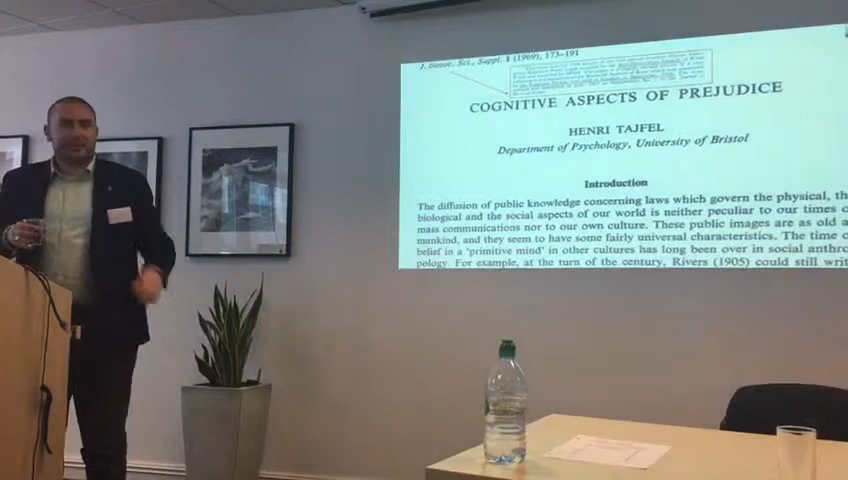 J. biosoc. Sci., Suppl. 1 (1969), 173–191
COGNITIVE ASPECTS OF PREJUDICE
HENRI TAJFEL
Department of Psychology, University of Bristol
Introduction
The diffusion of public knowledge concerning laws which govern the physical, th
biological and the social aspects of our world is neither peculiar to our times o
mass communications nor to our own culture. These public images are as old a
mankind, and they seem to have some fairly universal characteristics. The time o
belief in a 'primitive mind' in other cultures has long been over in social anthro
pology. For example, at the turn of the century, Rivers (1905) could still writ